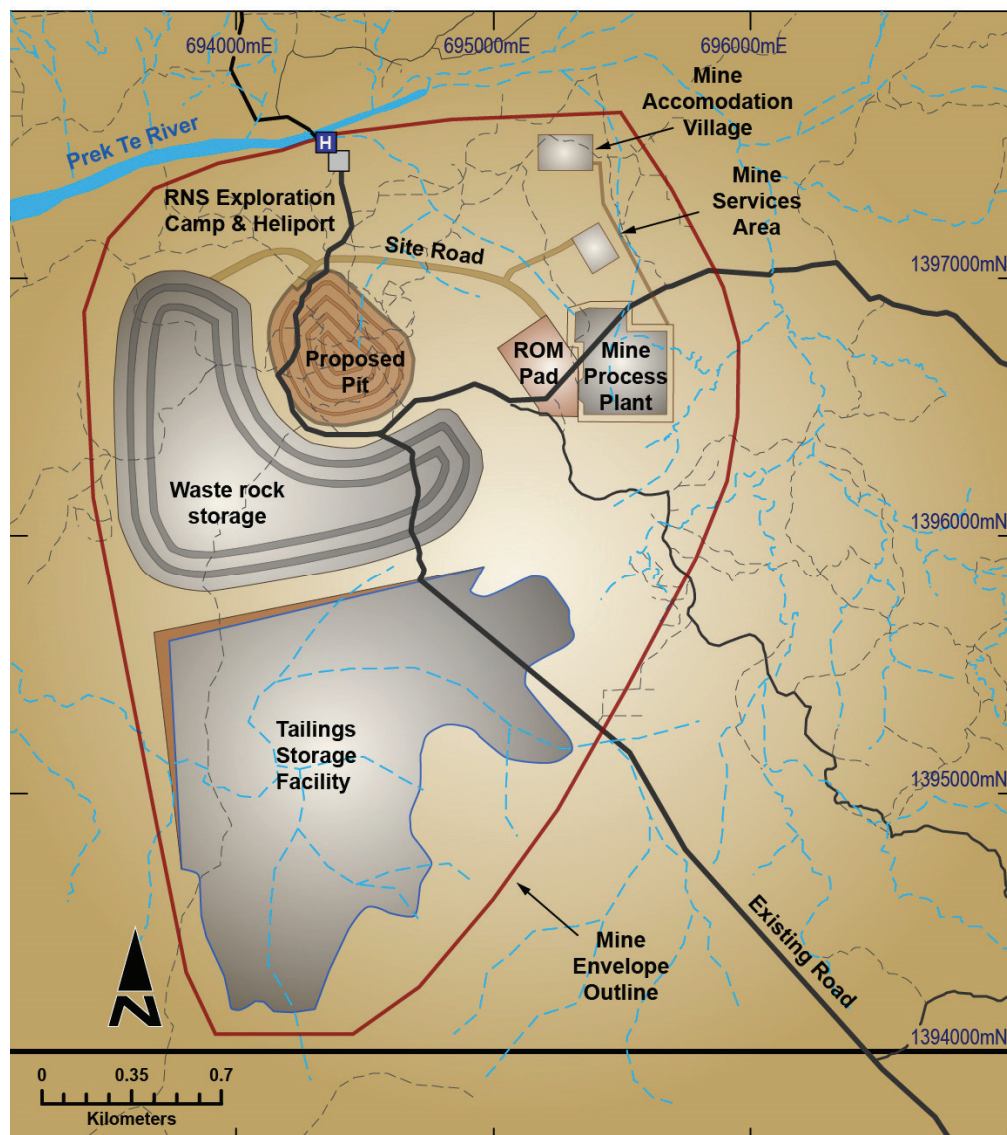 694000mE
695000mE
696000mE
Mine
Accomodation
Village
H
Prek Te River
Mine
Services
Area
RNS Exploration
Camp & Heliport
Site Road
1397000mN
Proposed
Pit
ROM
Pad
Mine
Process
Plant
Waste rock
storage
1396000mN
Tailings
Storage
Facility
1395000mN
Existing Road
Mine
Envelope
Outline
N
1394000mN
0 0.35 0.7
Kilometers